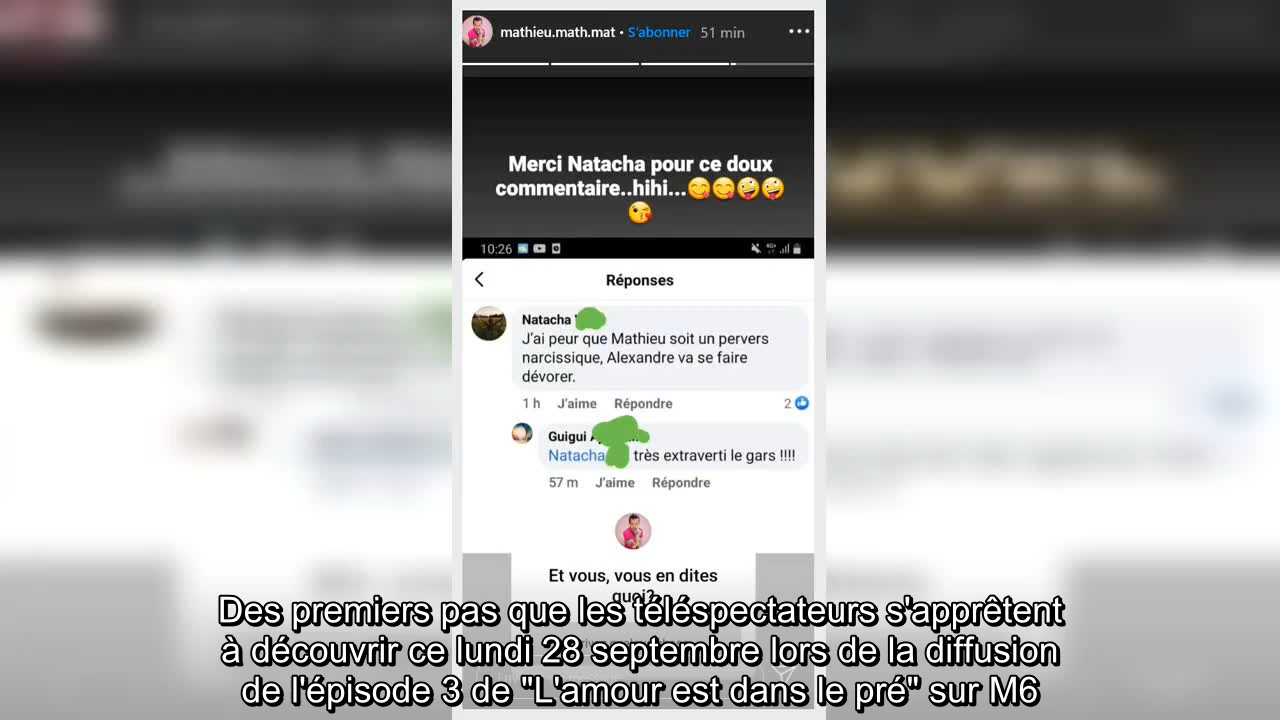 mathieu.math.mat • S'abonner 51 min
Merci Natacha pour ce doux
commentaire..hihi...😋😋🤪🤪
😘
10:26
Réponses
Natacha
J'ai peur que Mathieu soit un pervers
narcissique, Alexandre va se faire
dévorer.
1 h J'aime Répondre 2
Guigui
Natacha très extraverti le gars !!!!
57 m J'aime Répondre
Et vous, vous en dites
quoi?
Des premiers pas que les téléspectateurs s'apprêtent
à découvrir ce lundi 28 septembre lors de la diffusion
de l'épisode 3 de "L'amour est dans le pré" sur M6